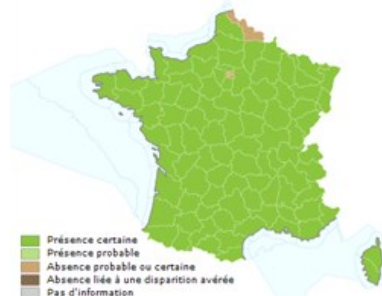 Présence certaine
Présence probable
Absence probable ou certaine
Absence liée à une disparition avérée
Pas d'information